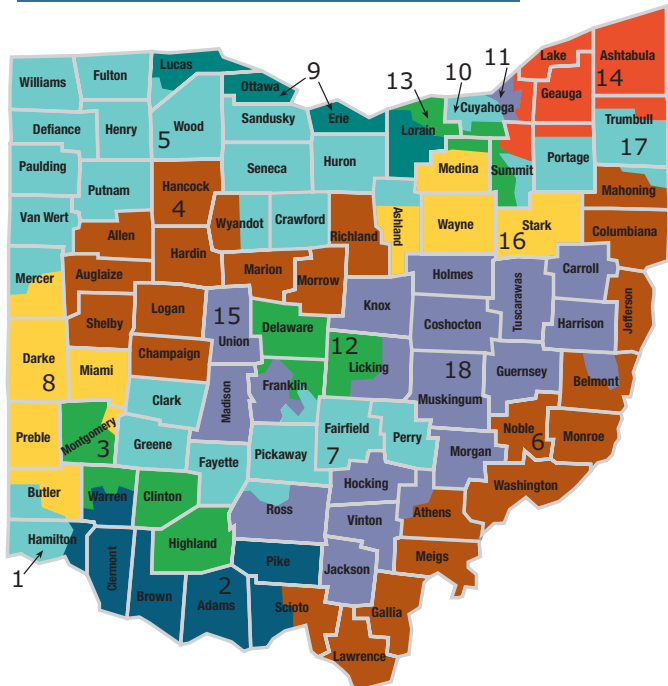 Williams
Fulton
Lucas
Ottawa
9
Erie
13
10
11
Lake
Ashtabula
14
Geauga
Cuyahoga
Defiance
Henry
Wood
5
Sandusky
Lorain
Trumbull
17
Paulding
Putnam
Seneca
Huron
Medina
Summit
Portage
Mahoning
Hancock
4
Van Wert
Allen
Wyandot
Crawford
Richland
Ashland
Wayne
Stark
16
Columbiana
Mercer
Auglaize
Hardin
Marion
Morrow
Holmes
Tuscarawas
Carroll
Jefferson
Shelby
Logan
15
Union
Delaware
Knox
Coshocton
Harrison
Darke
8
Miami
Champaign
12
Licking
18
Muskingum
Guernsey
Belmont
Clark
Madison
Franklin
Preble
Montgomery
3
Greene
Fayette
Pickaway
Fairfield
7
Perry
Morgan
Noble
6
Monroe
Butler
Warren
Clinton
Ross
Hocking
Athens
Washington
Hamilton
1
Clermont
Brown
Highland
2
Adams
Pike
Vinton
Jackson
Meigs
Scioto
Gallia
Lawrence